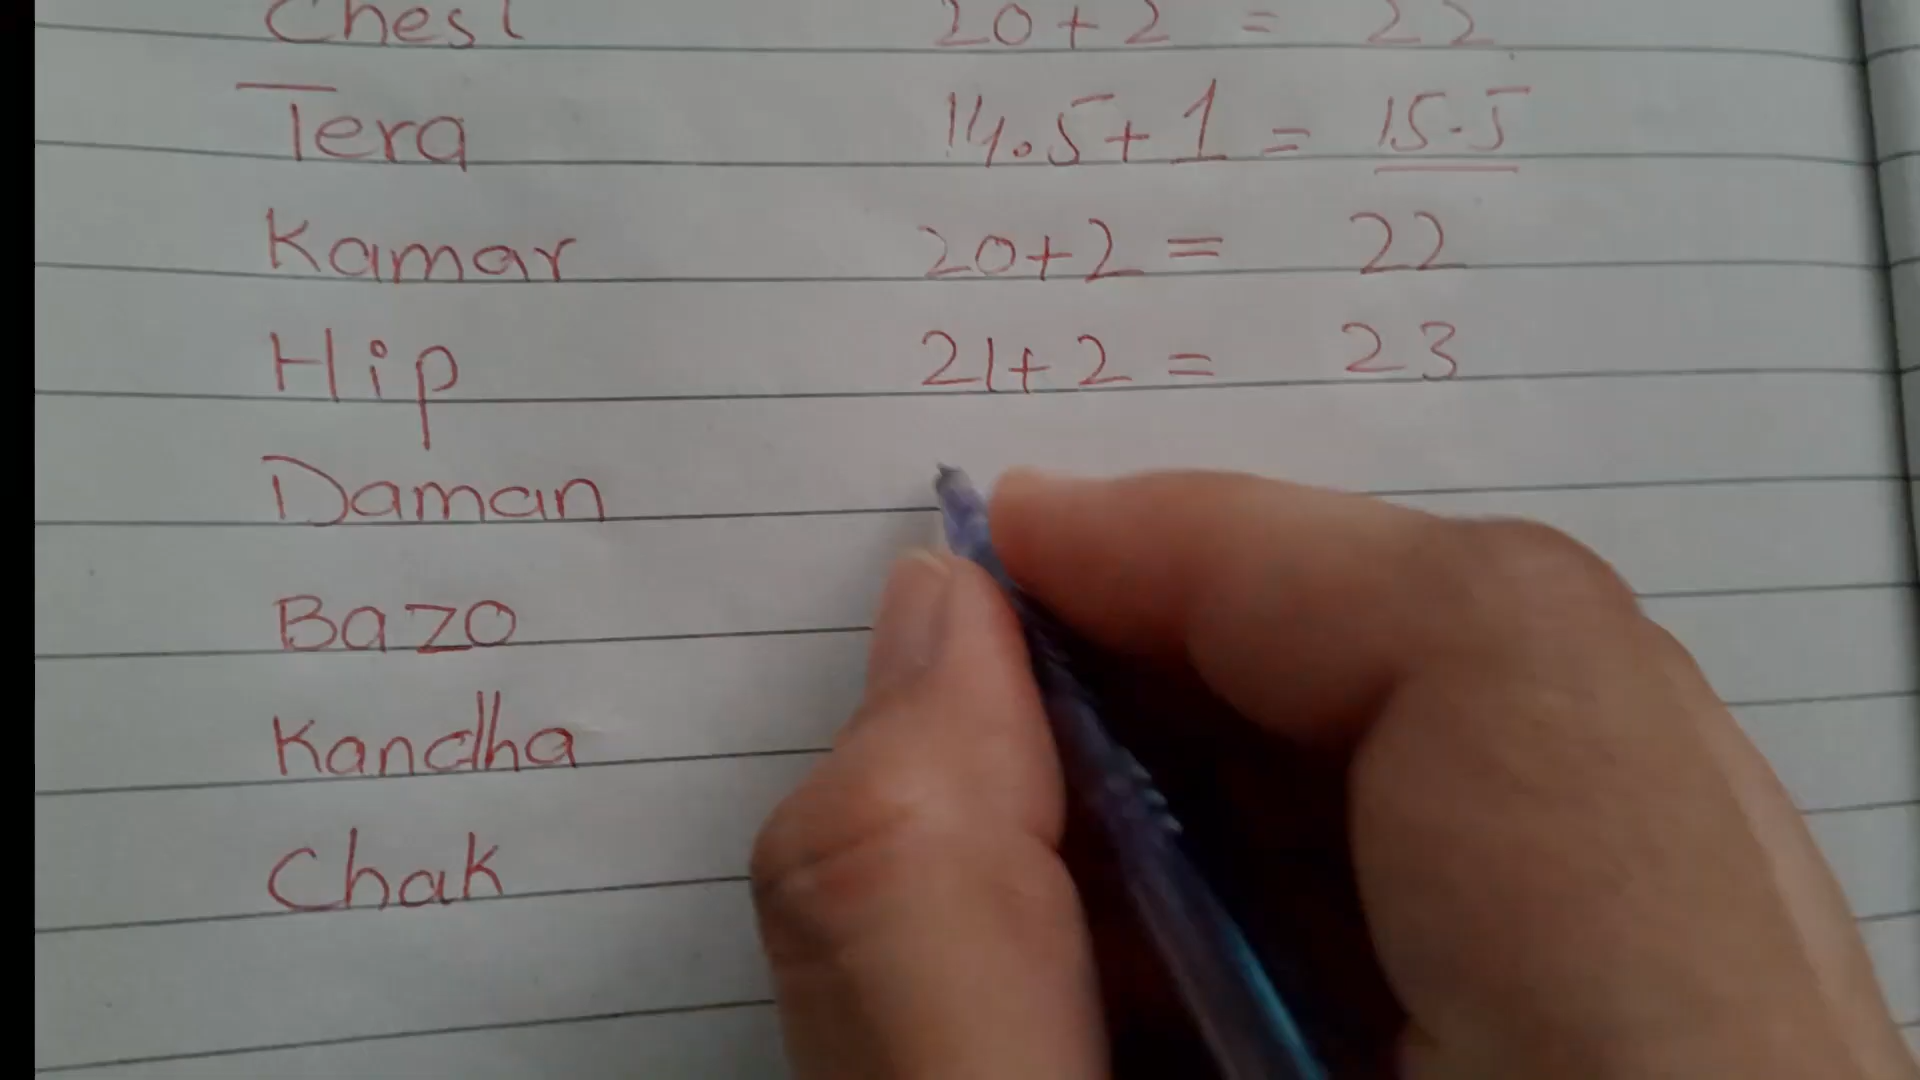 Chest 20+2 = 22
Tera 14.5+1 = 15.5
Kamar 20+2 = 22
Hip 21+2 = 23
Daman
Bazo
Kandha
Chak